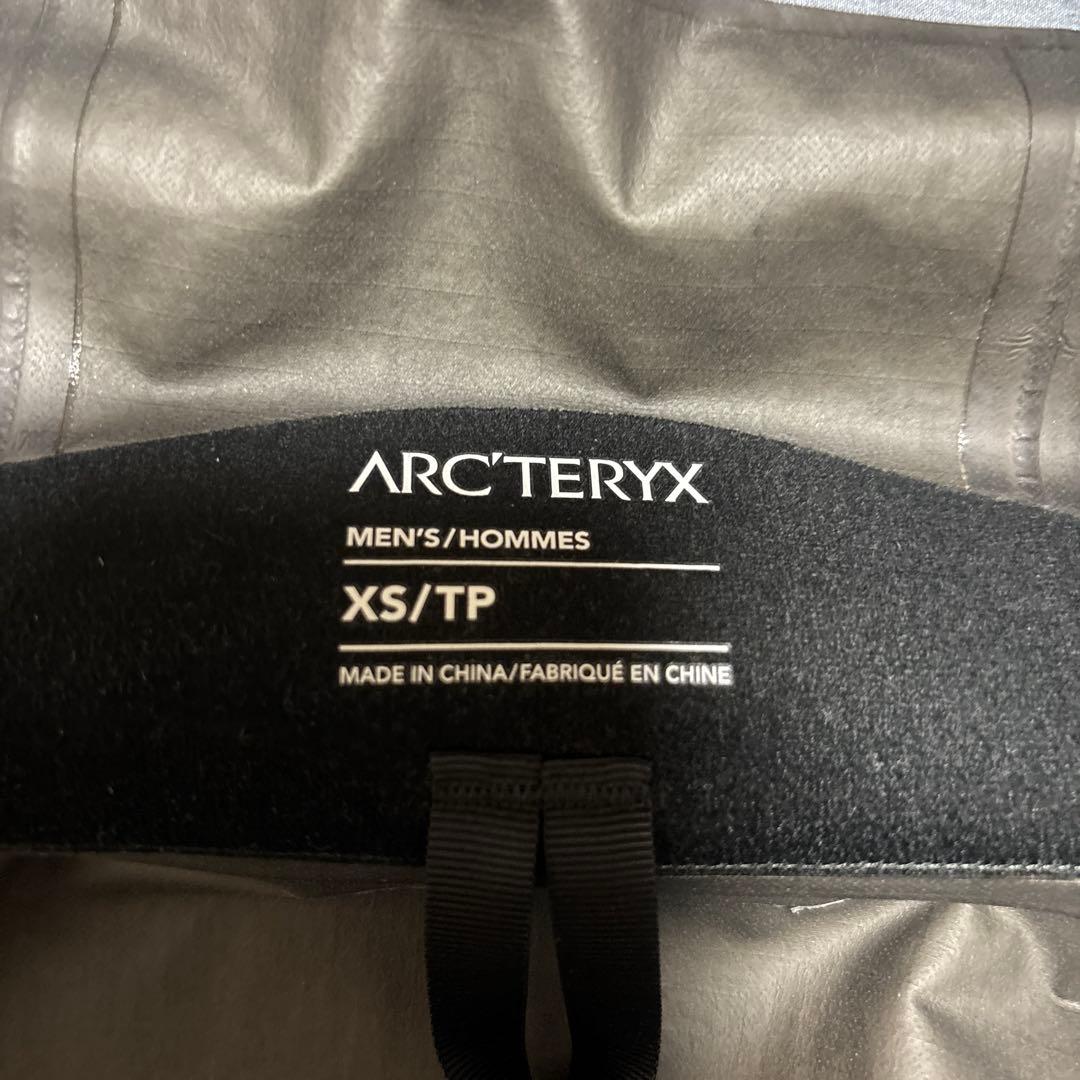 ARC'TERYX
MEN'S/HOMMES
XS/TP
MADE IN CHINA/FABRIQUÉ EN CHINE